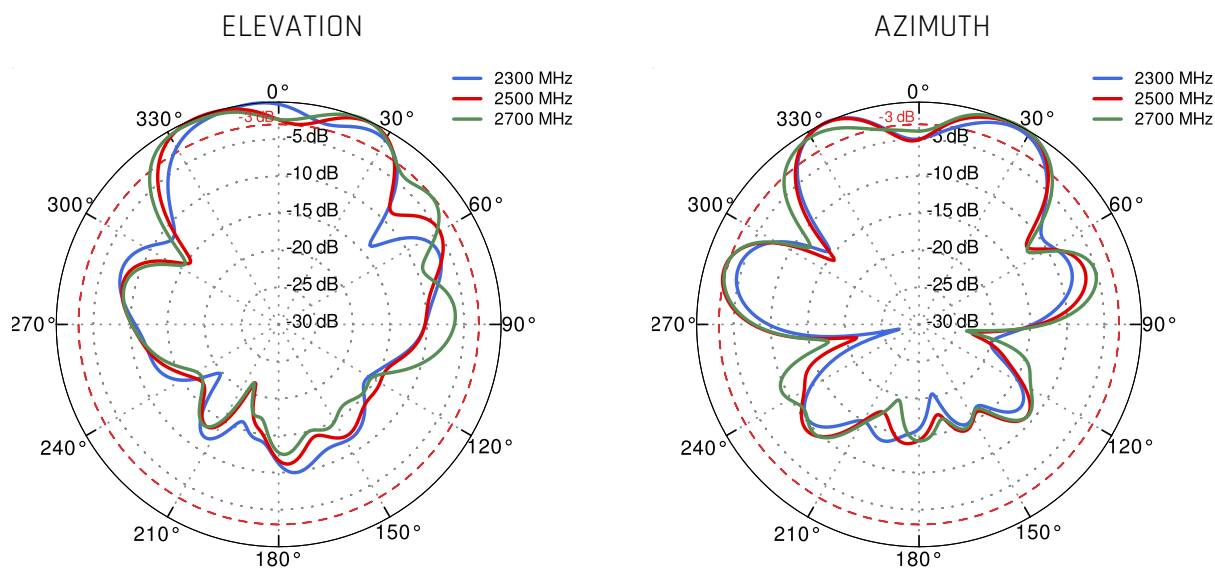 ELEVATION
2300 MHz
2500 MHz
2700 MHz
0°
30°
60°
90°
120°
150°
180°
210°
240°
270°
300°
330°
-3 dB
-5 dB
-10 dB
-15 dB
-20 dB
-25 dB
-30 dB
AZIMUTH
2300 MHz
2500 MHz
2700 MHz
0°
30°
60°
90°
120°
150°
180°
210°
240°
270°
300°
330°
-3 dB
-5 dB
-10 dB
-15 dB
-20 dB
-25 dB
-30 dB